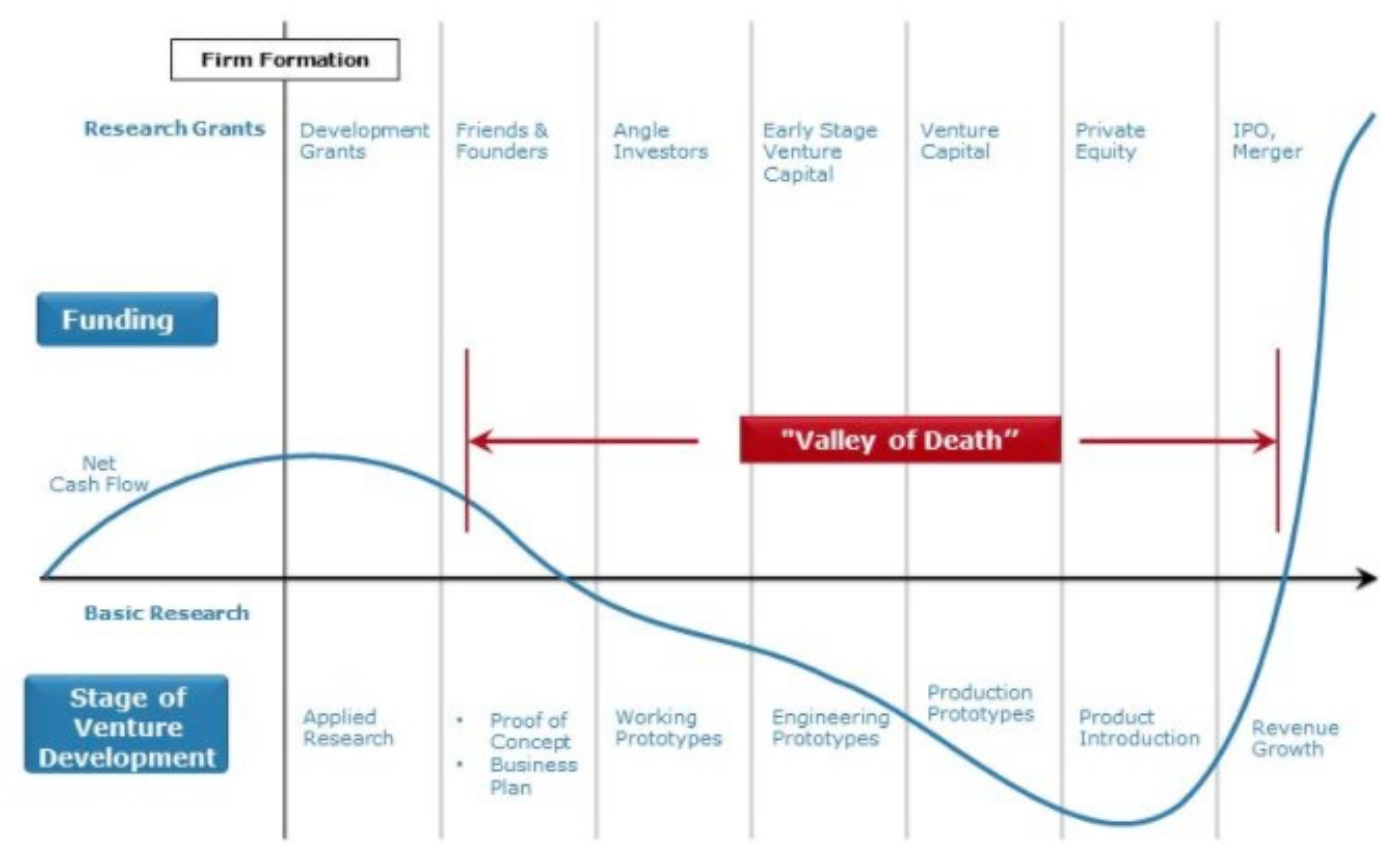 Firm Formation
Research Grants
Development
Grants
Friends &
Founders
Angle
Investors
Early Stage
Venture
Capital
Venture
Capital
Private
Equity
IPO,
Merger
Funding
"Valley of Death”
Net
Cash Flow
Basic Research
Stage of
Venture
Development
Applied
Research
• Proof of
Concept
• Business
Plan
Working
Prototypes
Engineering
Prototypes
Production
Prototypes
Product
Introduction
Revenue
Growth